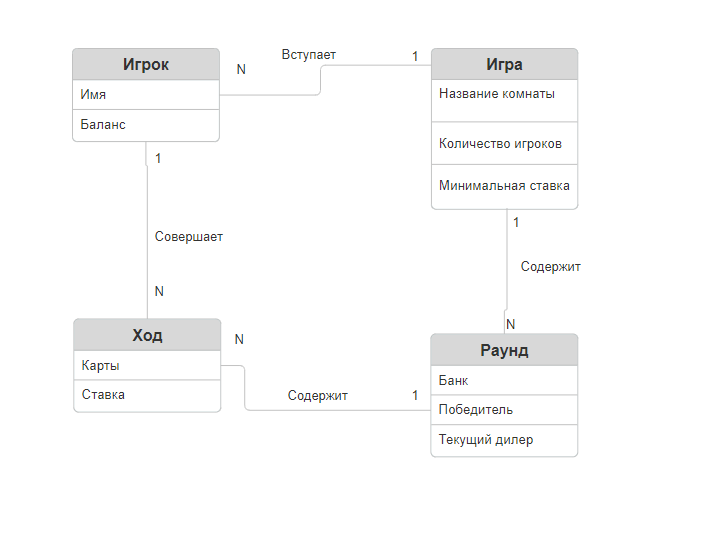 Игрок
Имя
Баланс
N
Вступает
1
Игра
Название комнаты
Количество игроков
Минимальная ставка
1
Совершает
N
1
Содержит
N
Ход
Карты
Ставка
N
Содержит
1
Раунд
Банк
Победитель
Текущий дилер